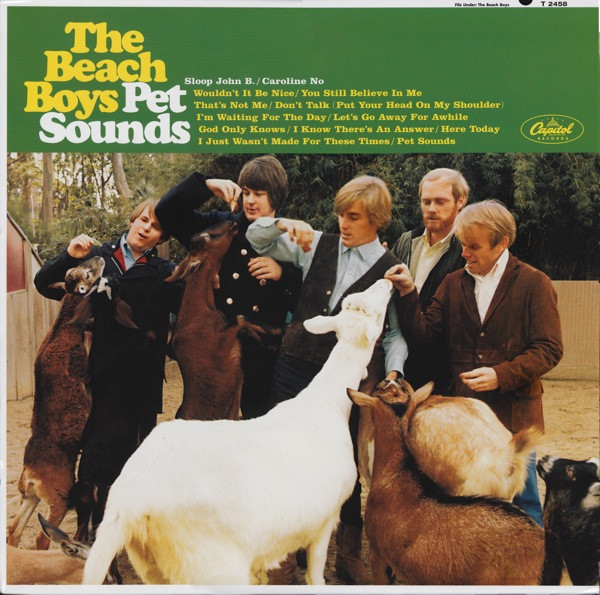 File Under: The Beach Boys
T 2458
The
Beach
Boys Pet
Sounds
Sloop John B./Caroline No
Wouldn't It Be Nice/You Still Believe In Me
That's Not Me/Don't Talk (Put Your Head On My Shoulder)
I'm Waiting For The Day/Let's Go Away For Awhile
God Only Knows/I Know There's An Answer/Here Today
I Just Wasn't Made For These Times/Pet Sounds
Capitol
RECORDS